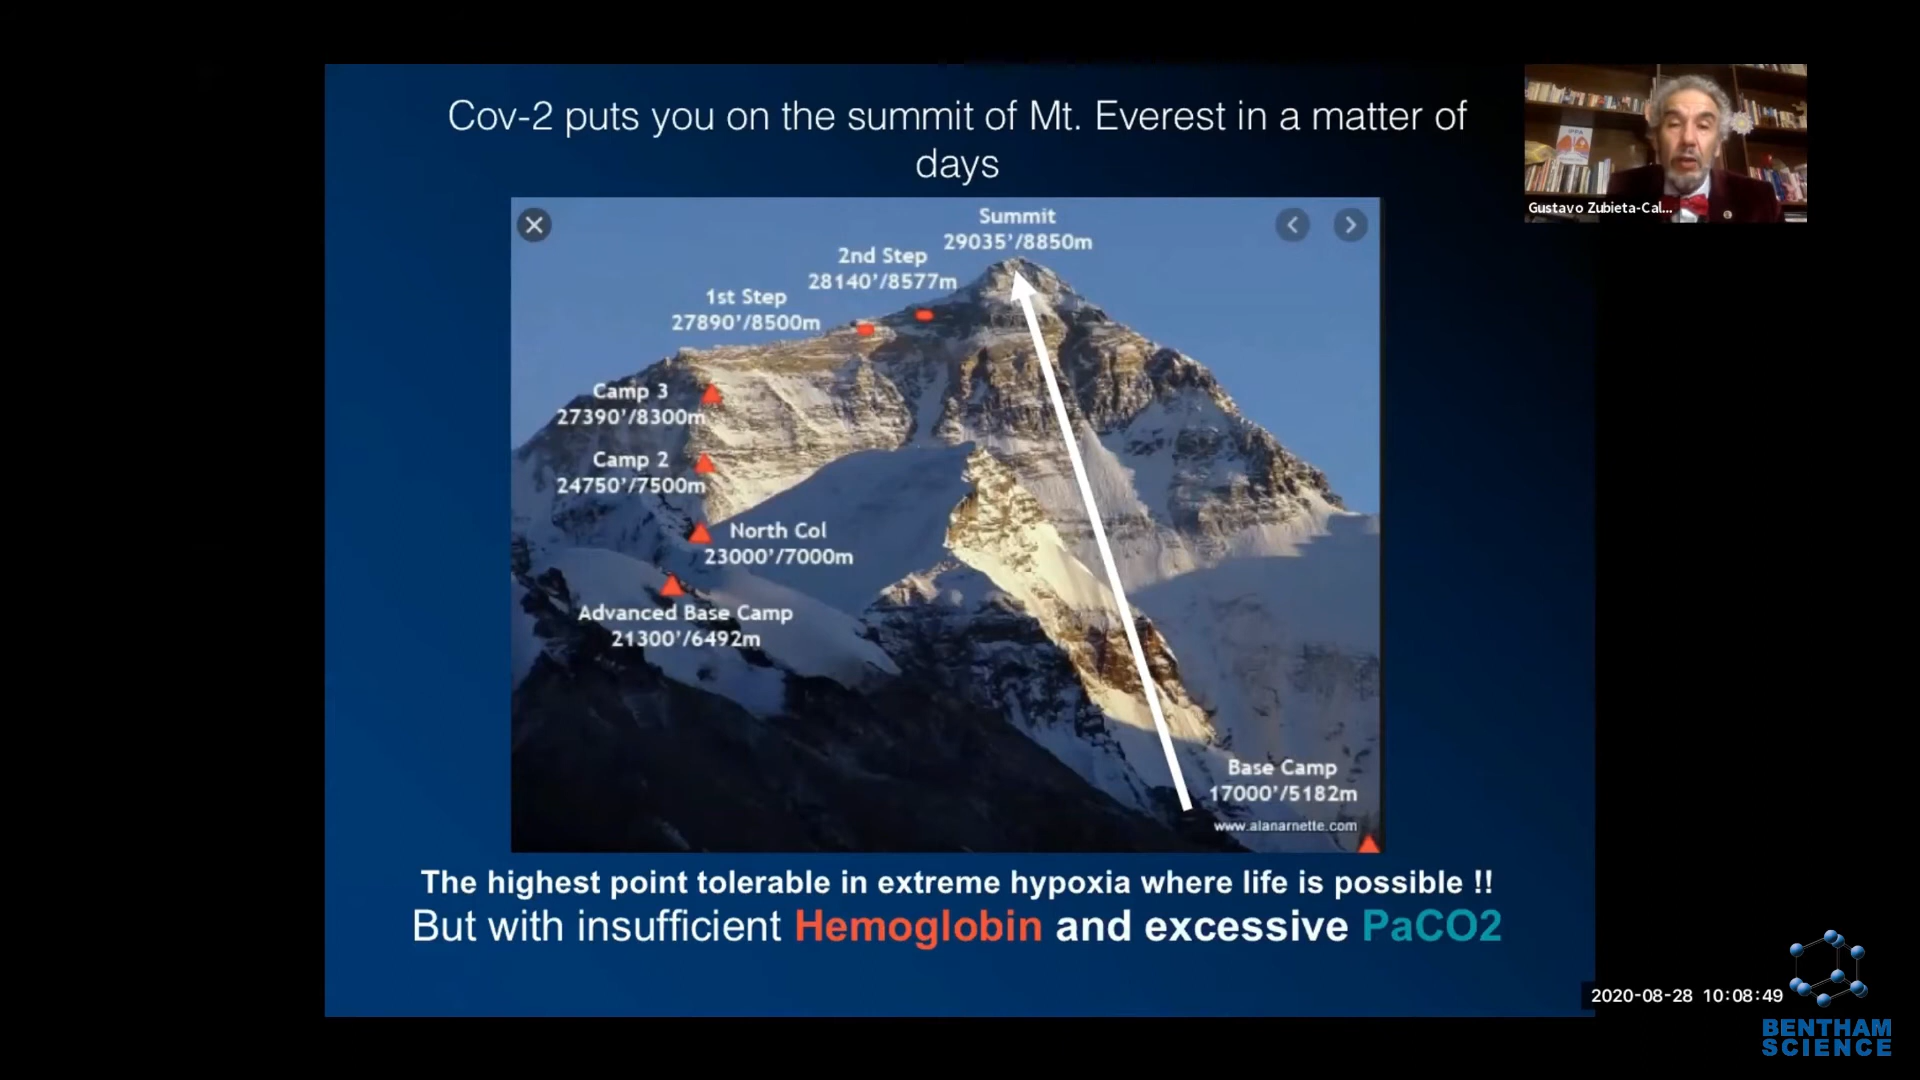 Cov-2 puts you on the summit of Mt. Everest in a matter of
days
Summit
29035'/8850m
2nd Step
28140'/8577m
1st Step
27890'/8500m
Camp 3
27390'/8300m
Camp 2
24750'/7500m
North Col
23000'/7000m
Advanced Base Camp
21300'/6492m
Base Camp
17000'/5182m
www.alanarnette.com
The highest point tolerable in extreme hypoxia where life is possible !!
But with insufficient Hemoglobin and excessive PaCO2
Gustavo Zubieta-Cal...
2020-08-28 10:08:49
BENTHAM
SCIENCE